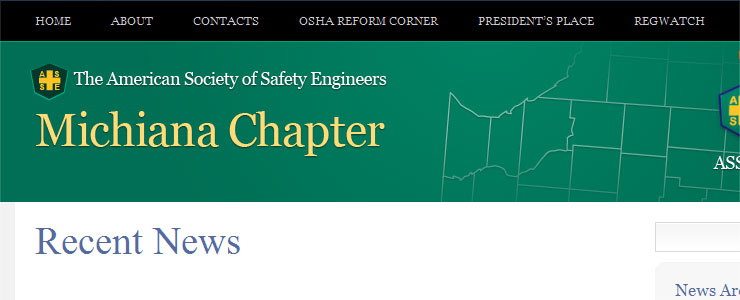 HOME ABOUT CONTACTS OSHA REFORM CORNER PRESIDENT'S PLACE REGWATCH
A S S E The American Society of Safety Engineers
Michiana Chapter
ASS
Recent News
News Ar